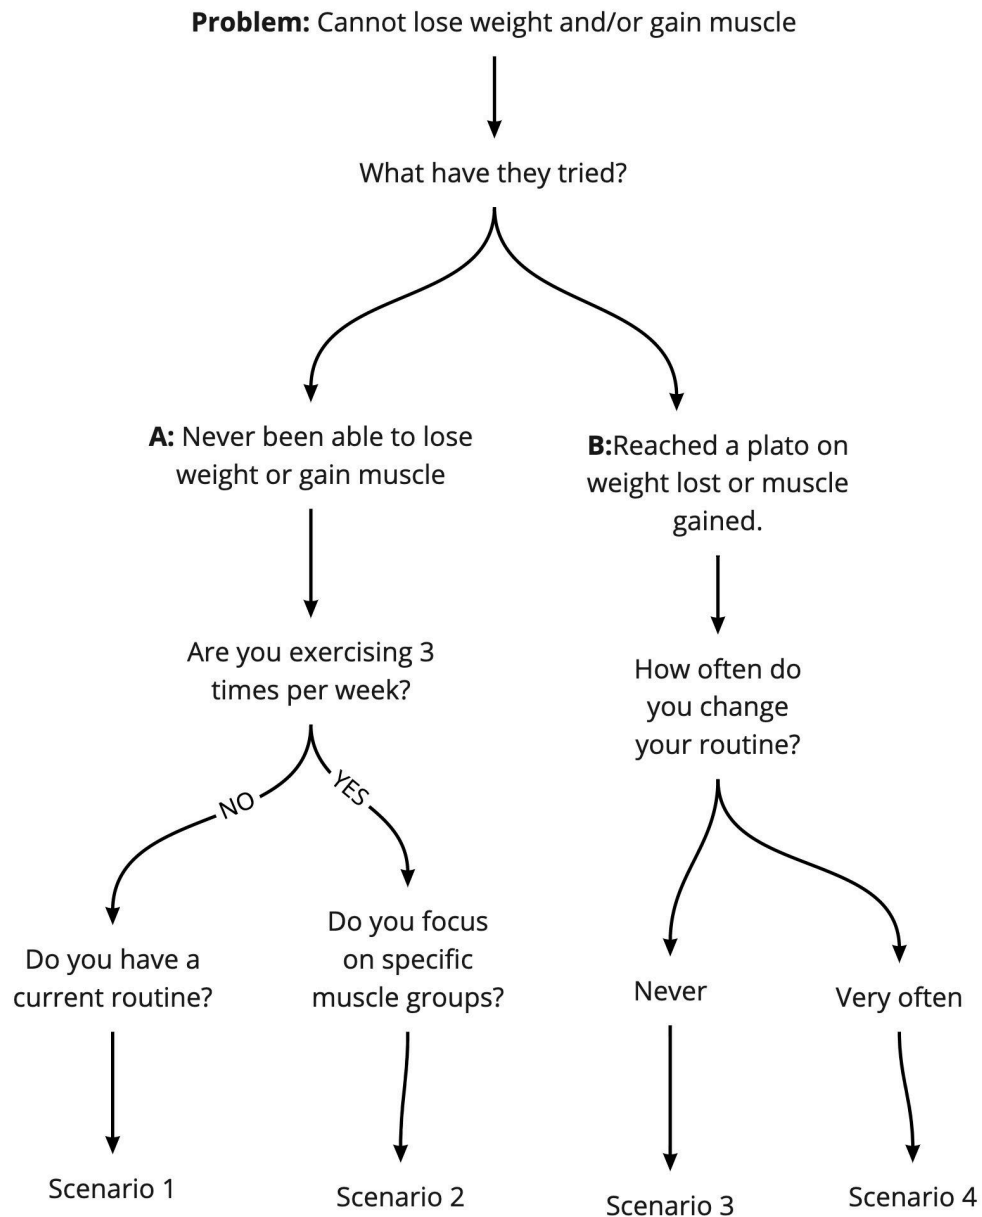 Problem: Cannot lose weight and/or gain muscle
What have they tried?
A: Never been able to lose
weight or gain muscle
B:Reached a plato on
weight lost or muscle
gained.
Are you exercising 3
times per week?
How often do
you change
your routine?
NO
YES
Do you have a
current routine?
Do you focus
on specific
muscle groups?
Never
Very often
Scenario 1
Scenario 2
Scenario 3
Scenario 4